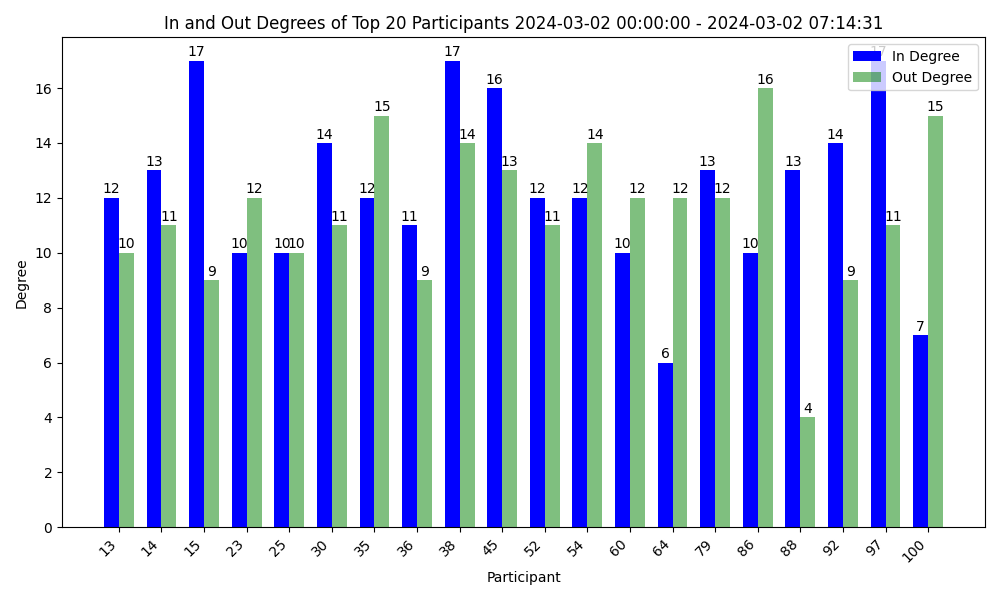 In and Out Degrees of Top 20 Participants 2024-03-02 00:00:00 - 2024-03-02 07:14:31
In Degree
Out Degree
Degree
16
14
12
10
8
6
4
2
0
12 13 17 10 10 14 12 11 17 16 12 12 10 6 13 10 13 14 17 7
10 11 9 12 10 11 15 9 14 13 11 14 12 12 12 16 4 9 11 15
13 14 15 23 25 30 35 36 38 45 52 54 60 64 79 86 88 92 97 100
Participant